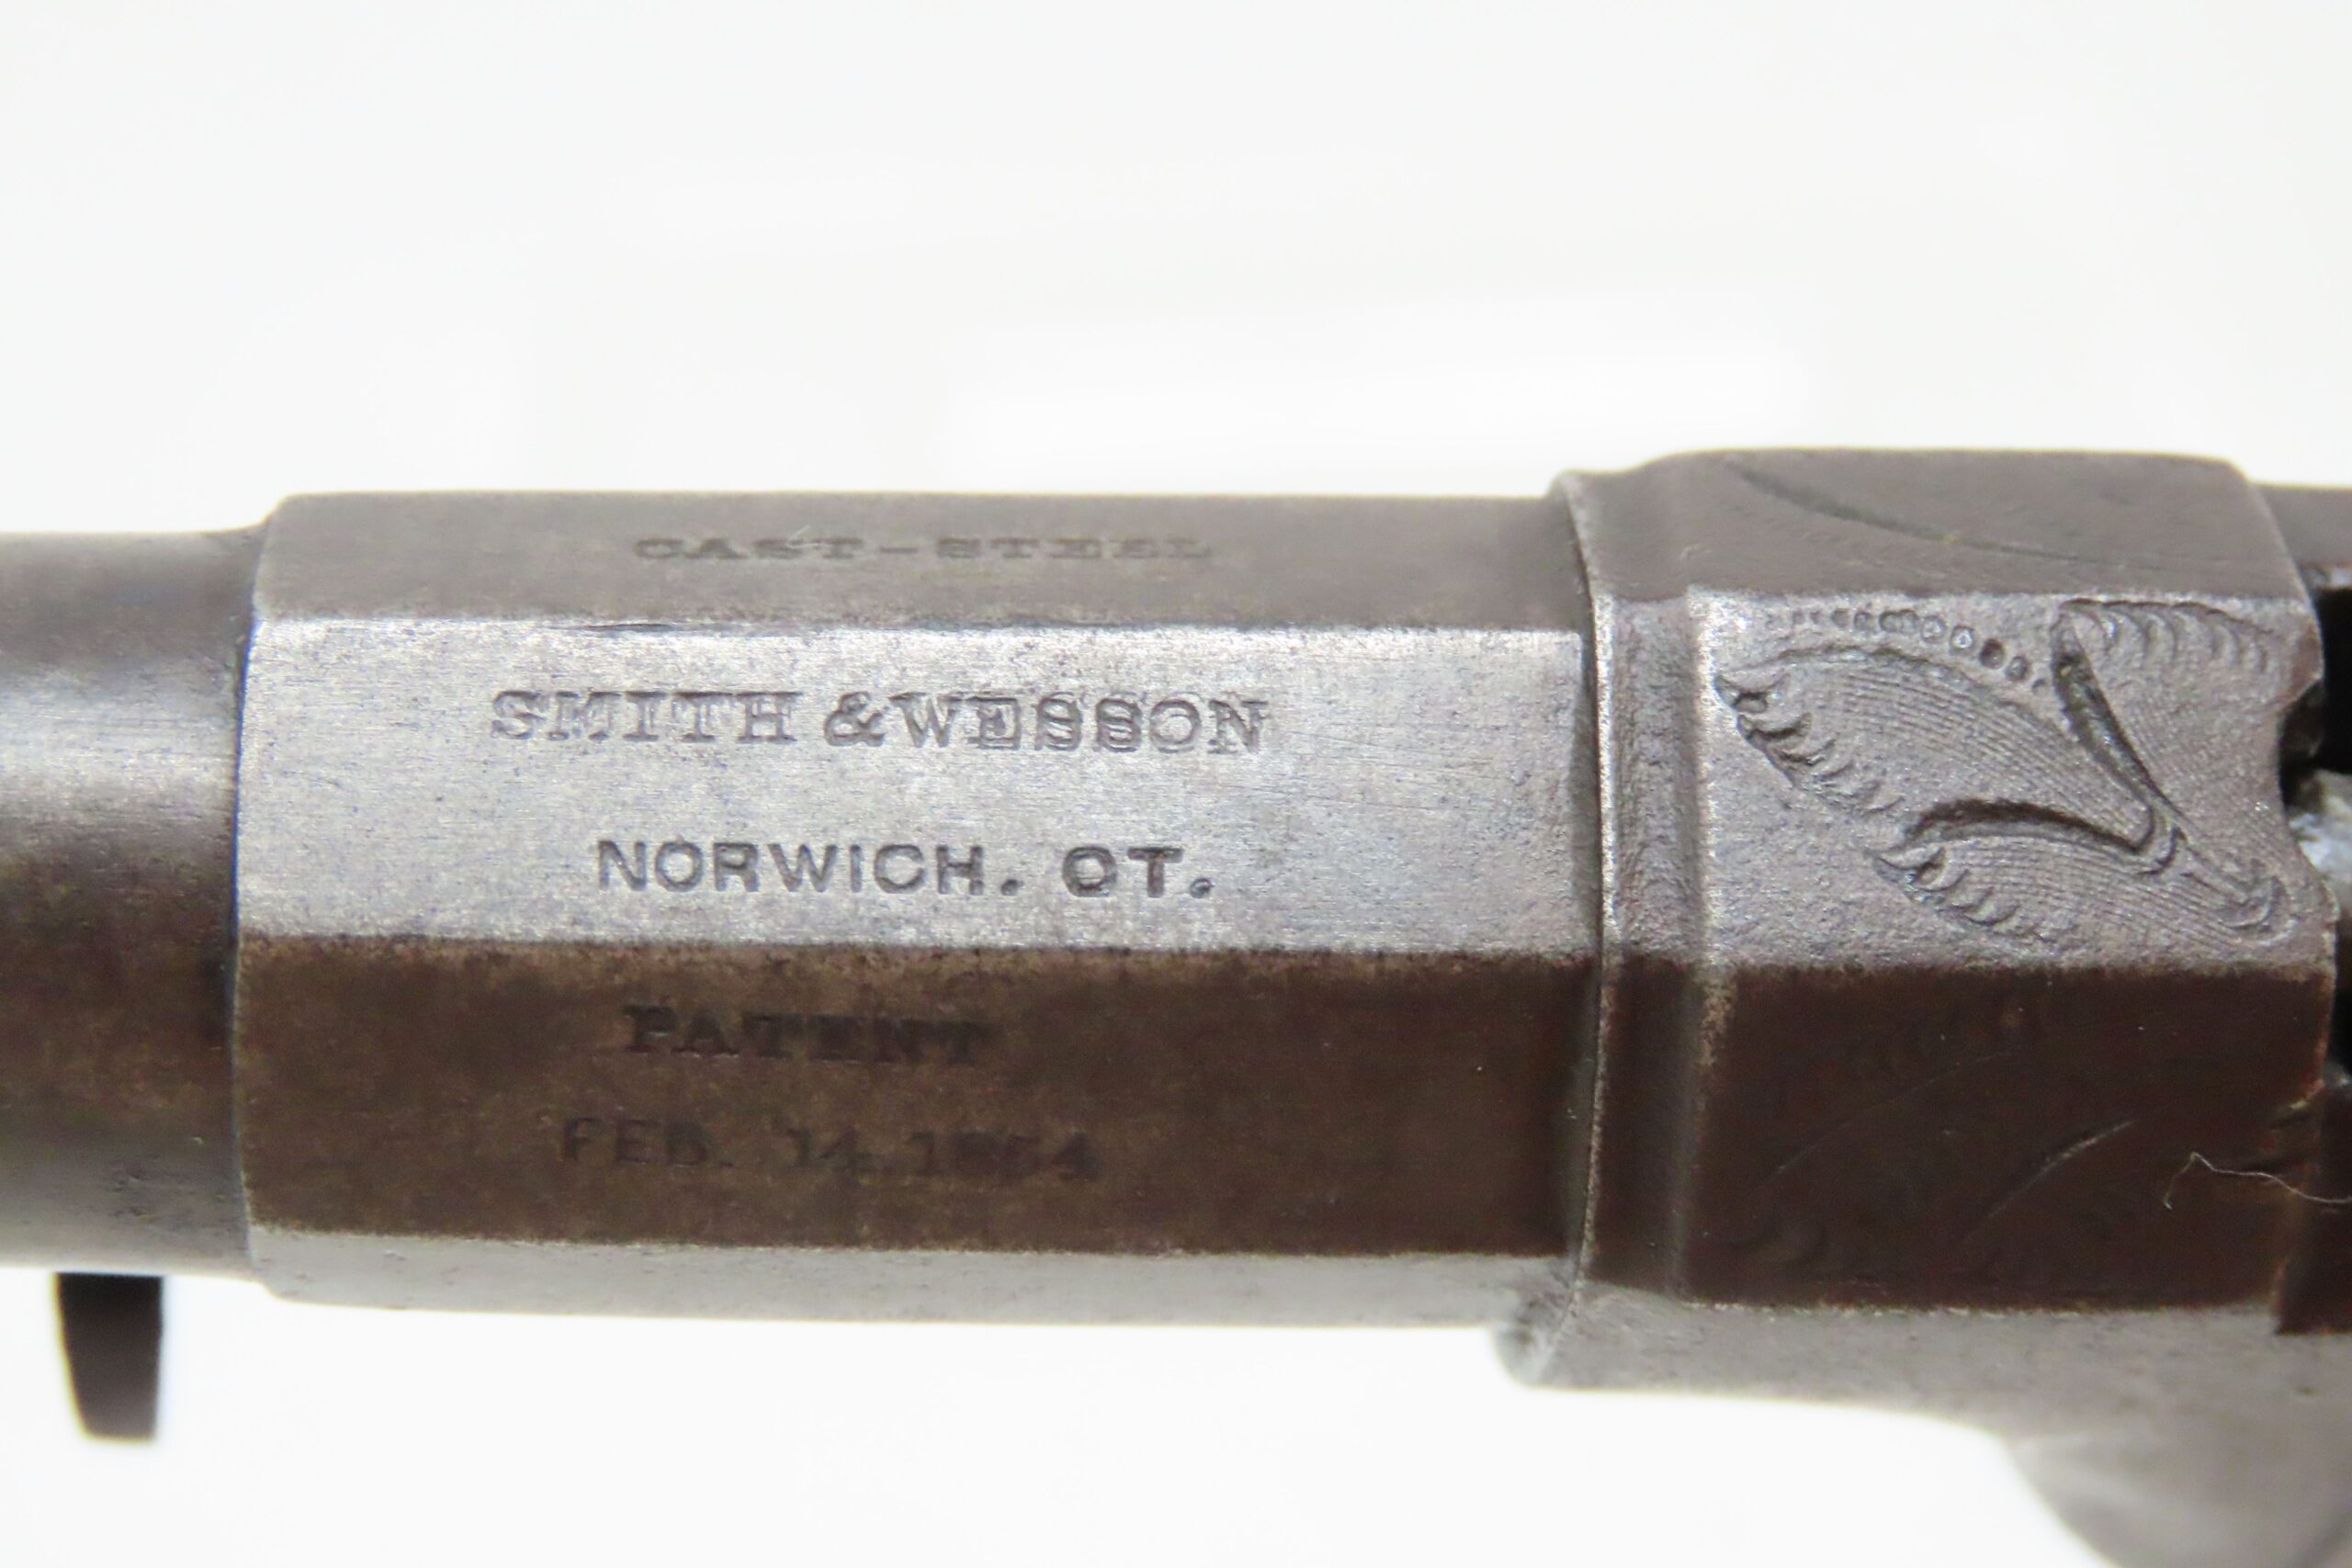 CAST-STEEL
SMITH & WESSON
NORWICH. CT.
PATENT
FEB. 14. 1854